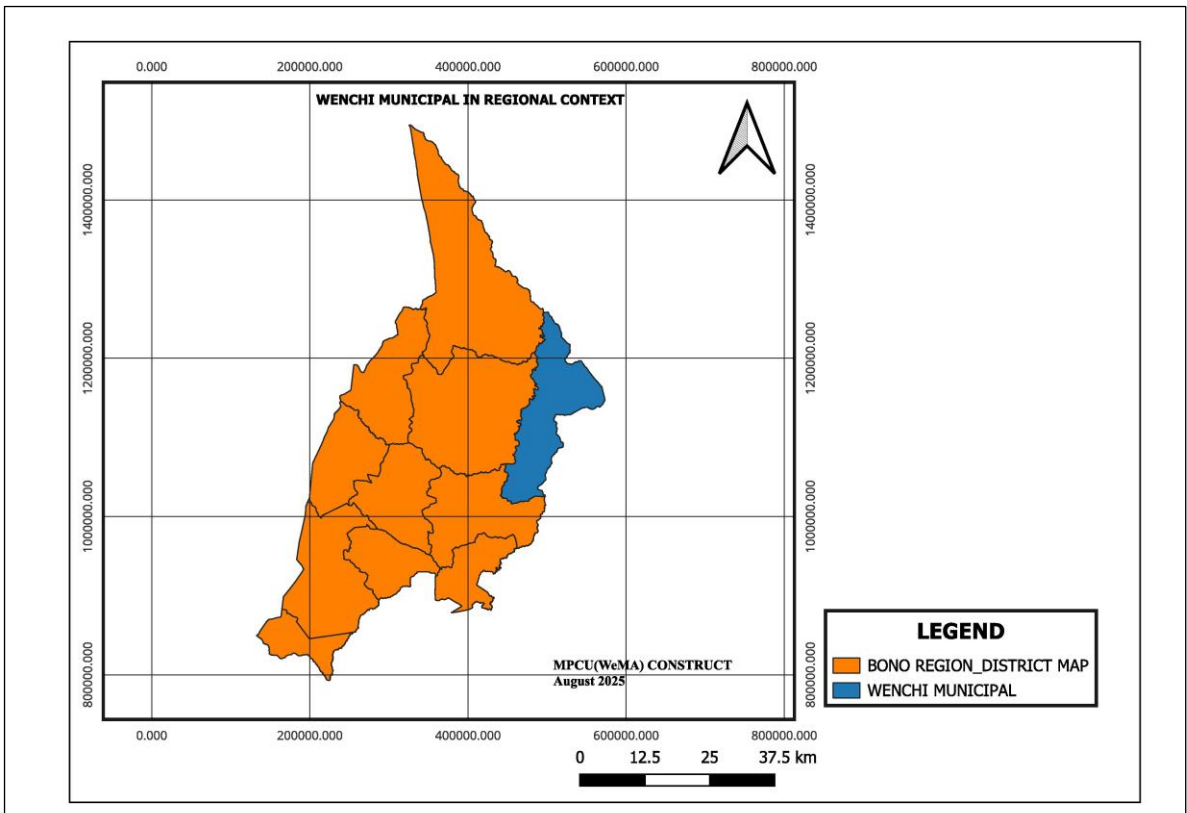 0.000 200000.000 400000.000 600000.000 800000.000
WENCHI MUNICIPAL IN REGIONAL CONTEXT
1400000.000 1400000.000
1200000.000 1200000.000
1000000.000 1000000.000
800000.000 800000.000
MPCU(WeMA) CONSTRUCT
August 2025
0.000 200000.000 400000.000 600000.000 800000.000
0 12.5 25 37.5 km
LEGEND
BONO REGION_DISTRICT MAP
WENCHI MUNICIPAL